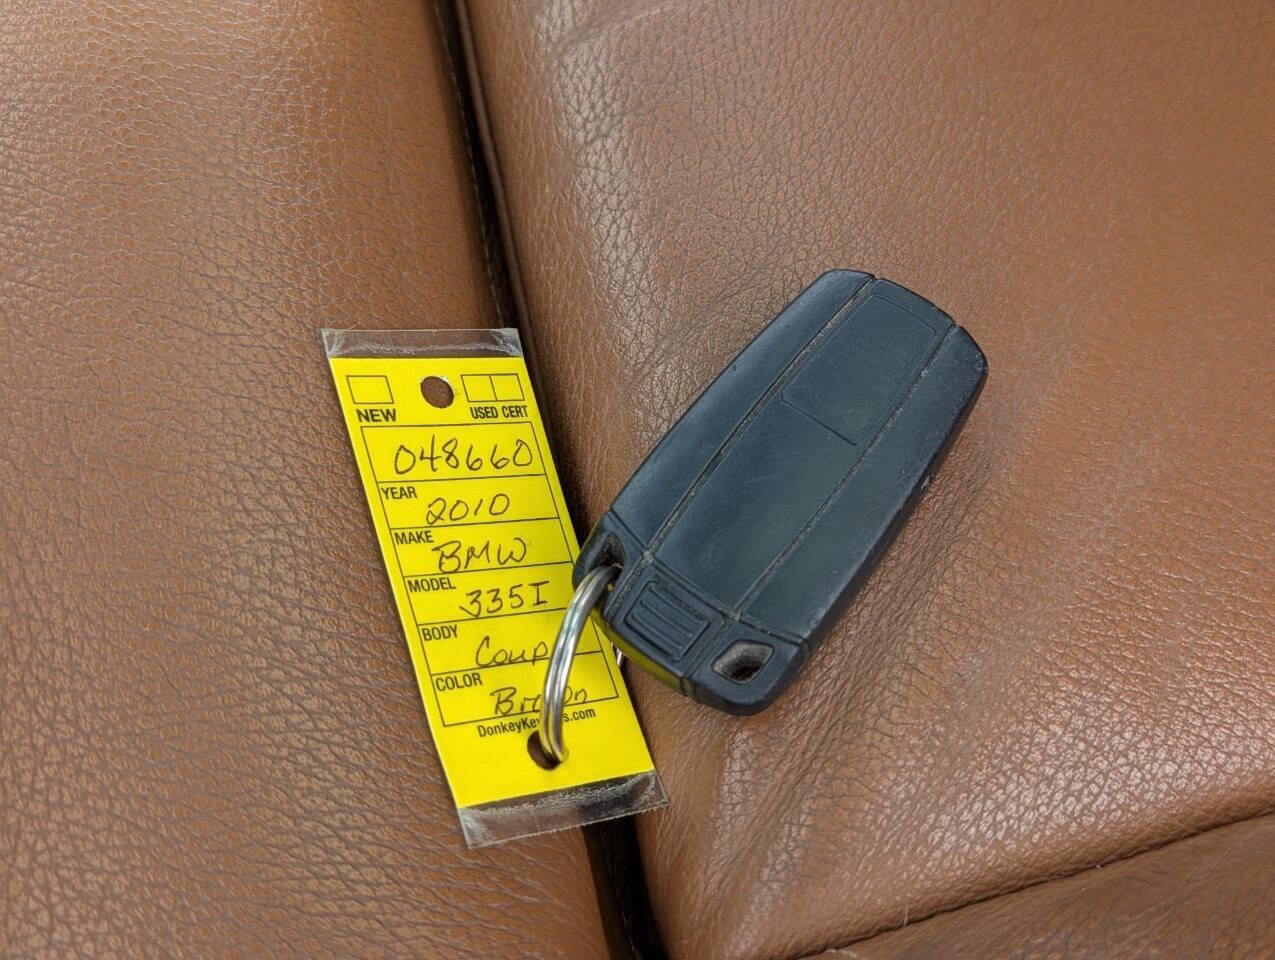 NEW USED CERT
048660
YEAR 2010
MAKE BMW
MODEL 335I
BODY Coup
COLOR